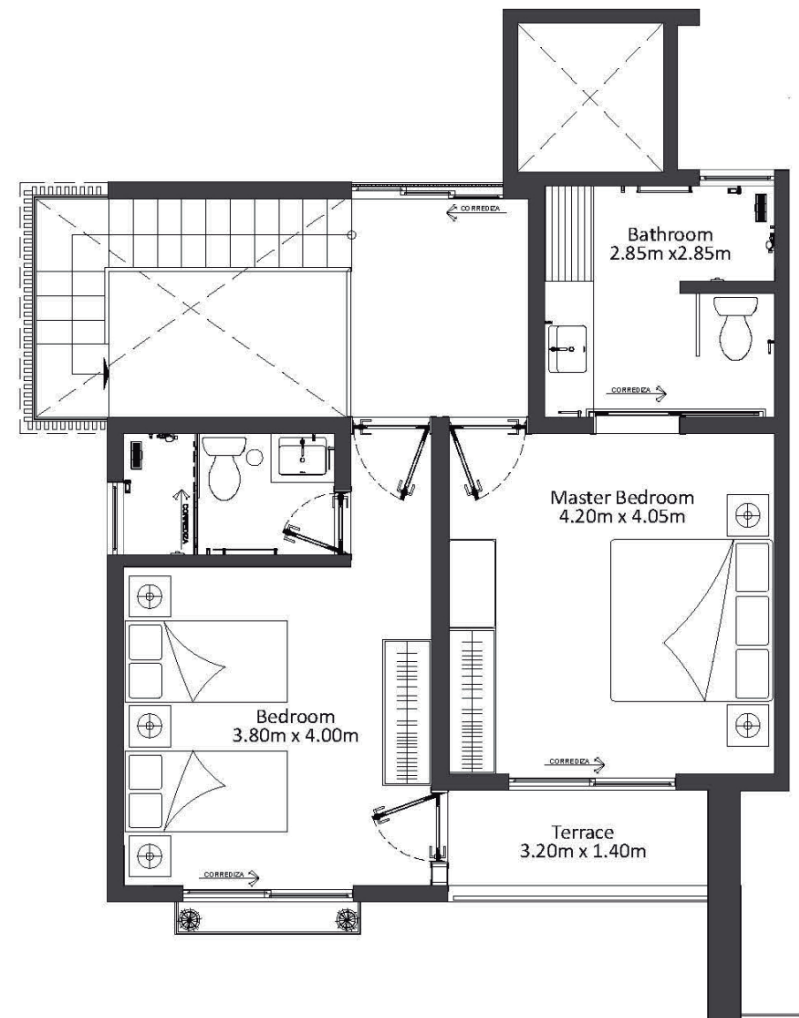 CORREDIZA
Bathroom
2.85m x2.85m
CORREDIZA
CORREDIZA
Master Bedroom
4.20m x 4.05m
Bedroom
3.80m x 4.00m
CORREDIZA
Terrace
3.20m x 1.40m
CORREDIZA